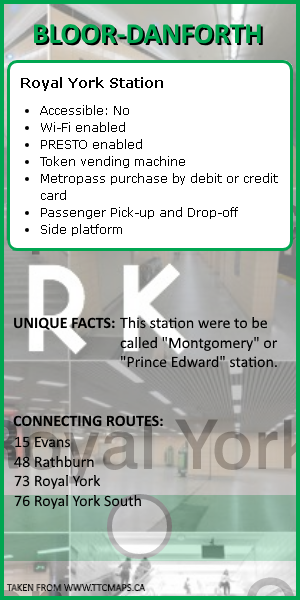 BLOOR-DANFORTH
Royal York Station
• Accessible: No
• Wi-Fi enabled
• PRESTO enabled
• Token vending machine
• Metropass purchase by debit or credit
card
• Passenger Pick-up and Drop-off
• Side platform
RK
UNIQUE FACTS: This station were to be
called "Montgomery" or
"Prince Edward" station.
CONNECTING ROUTES:
15 Evans
Royal York
48 Rathburn
73 Royal York
76 Royal York South
TAKEN FROM WWW.TTCMAPS.CA